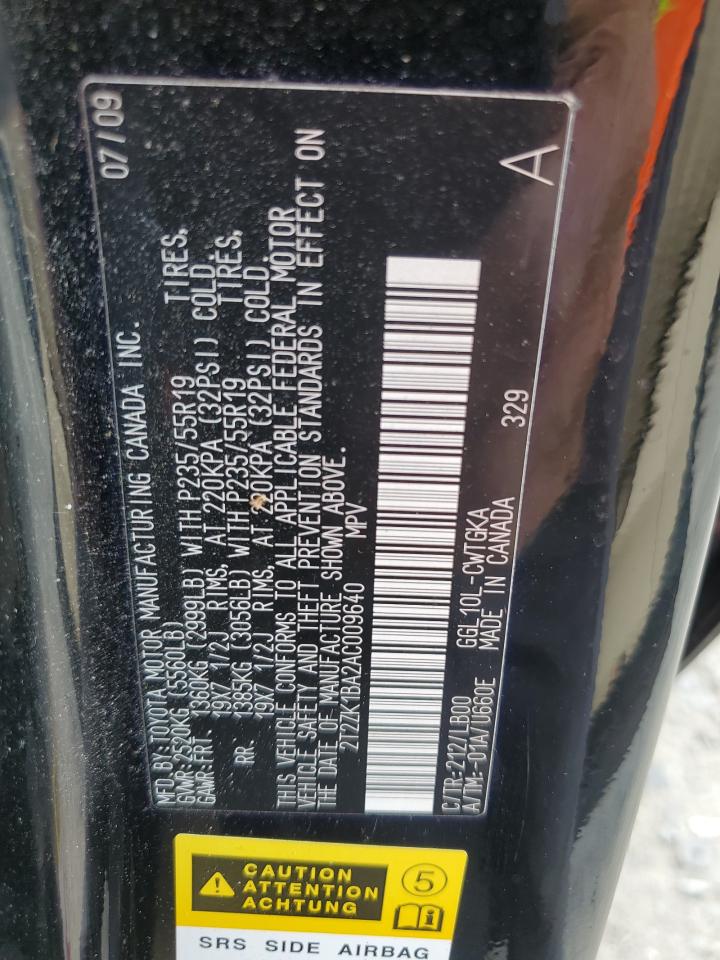 MFD. BY: TOYOTA MOTOR MANUFACTURING CANADA INC. 07/09
GVWR: 2520KG (5560LB)
GAWR: FRT 1360KG (2999LB) WITH P235/55R19 TIRES,
19X7 1/2J RIMS, AT 220KPA (32PSI) COLD.
RR. 1385KG (3056LB) WITH P235/55R19 TIRES,
19X7 1/2J RIMS, AT 220KPA (32PSI) COLD.
THIS VEHICLE CONFORMS TO ALL APPLICABLE FEDERAL MOTOR
VEHICLE SAFETY AND THEFT PREVENTION STANDARDS IN EFFECT ON
THE DATE OF MANUFACTURE SHOWN ABOVE.
2T2ZK1BA2AC009640 MPV
C/TR: 212/LB00 GGL10L-CWTGKA 329
A/TM: -01A/U660E MADE IN CANADA A
CAUTION
ATTENTION
ACHTUNG
5
SRS SIDE AIRBAG